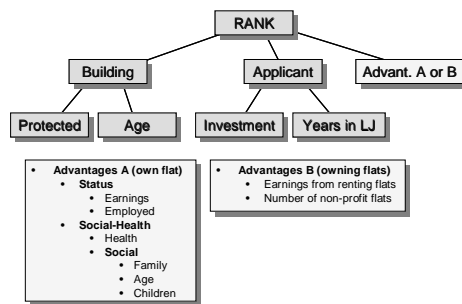 RANK
Building
Applicant
Advant. A or B
Protected
Age
Investment
Years in LJ
• Advantages A (own flat)
• Status
• Earnings
• Employed
• Social-Health
• Health
• Social
• Family
• Age
• Children
• Advantages B (owning flats)
• Earnings from renting flats
• Number of non-profit flats